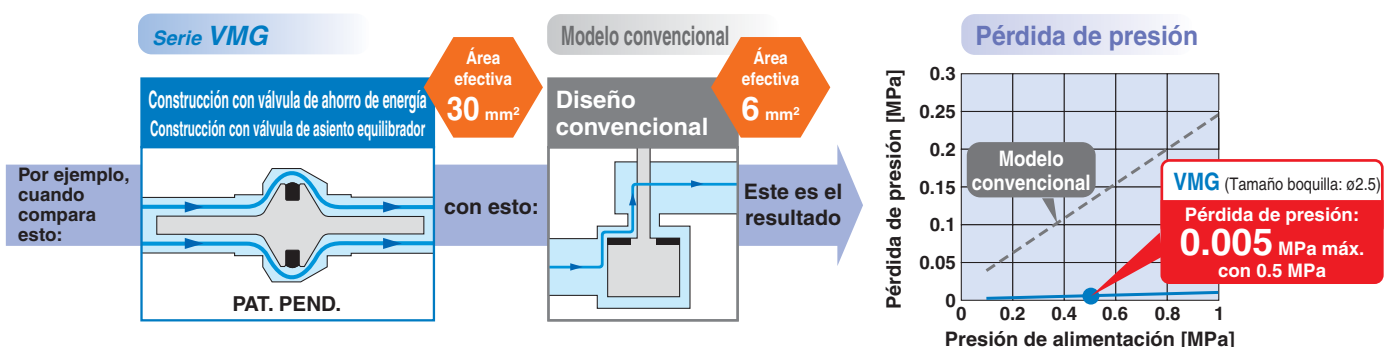 Serie VMG
Área
efectiva
30 mm²
Construcción con válvula de ahorro de energía
Construcción con válvula de asiento equilibrador
PAT. PEND.
Por ejemplo,
cuando
compara
esto:
con esto:
Modelo convencional
Área
efectiva
6 mm²
Diseño
convencional
Este es el
resultado
Pérdida de presión
Pérdida de presión [MPa]
0.3
0.25
0.2
0.15
0.1
0.05
0
Modelo
convencional
VMG (Tamaño boquilla: ø2.5)
Pérdida de presión:
0.005 MPa máx.
con 0.5 MPa
0 0.2 0.4 0.6 0.8 1
Presión de alimentación [MPa]